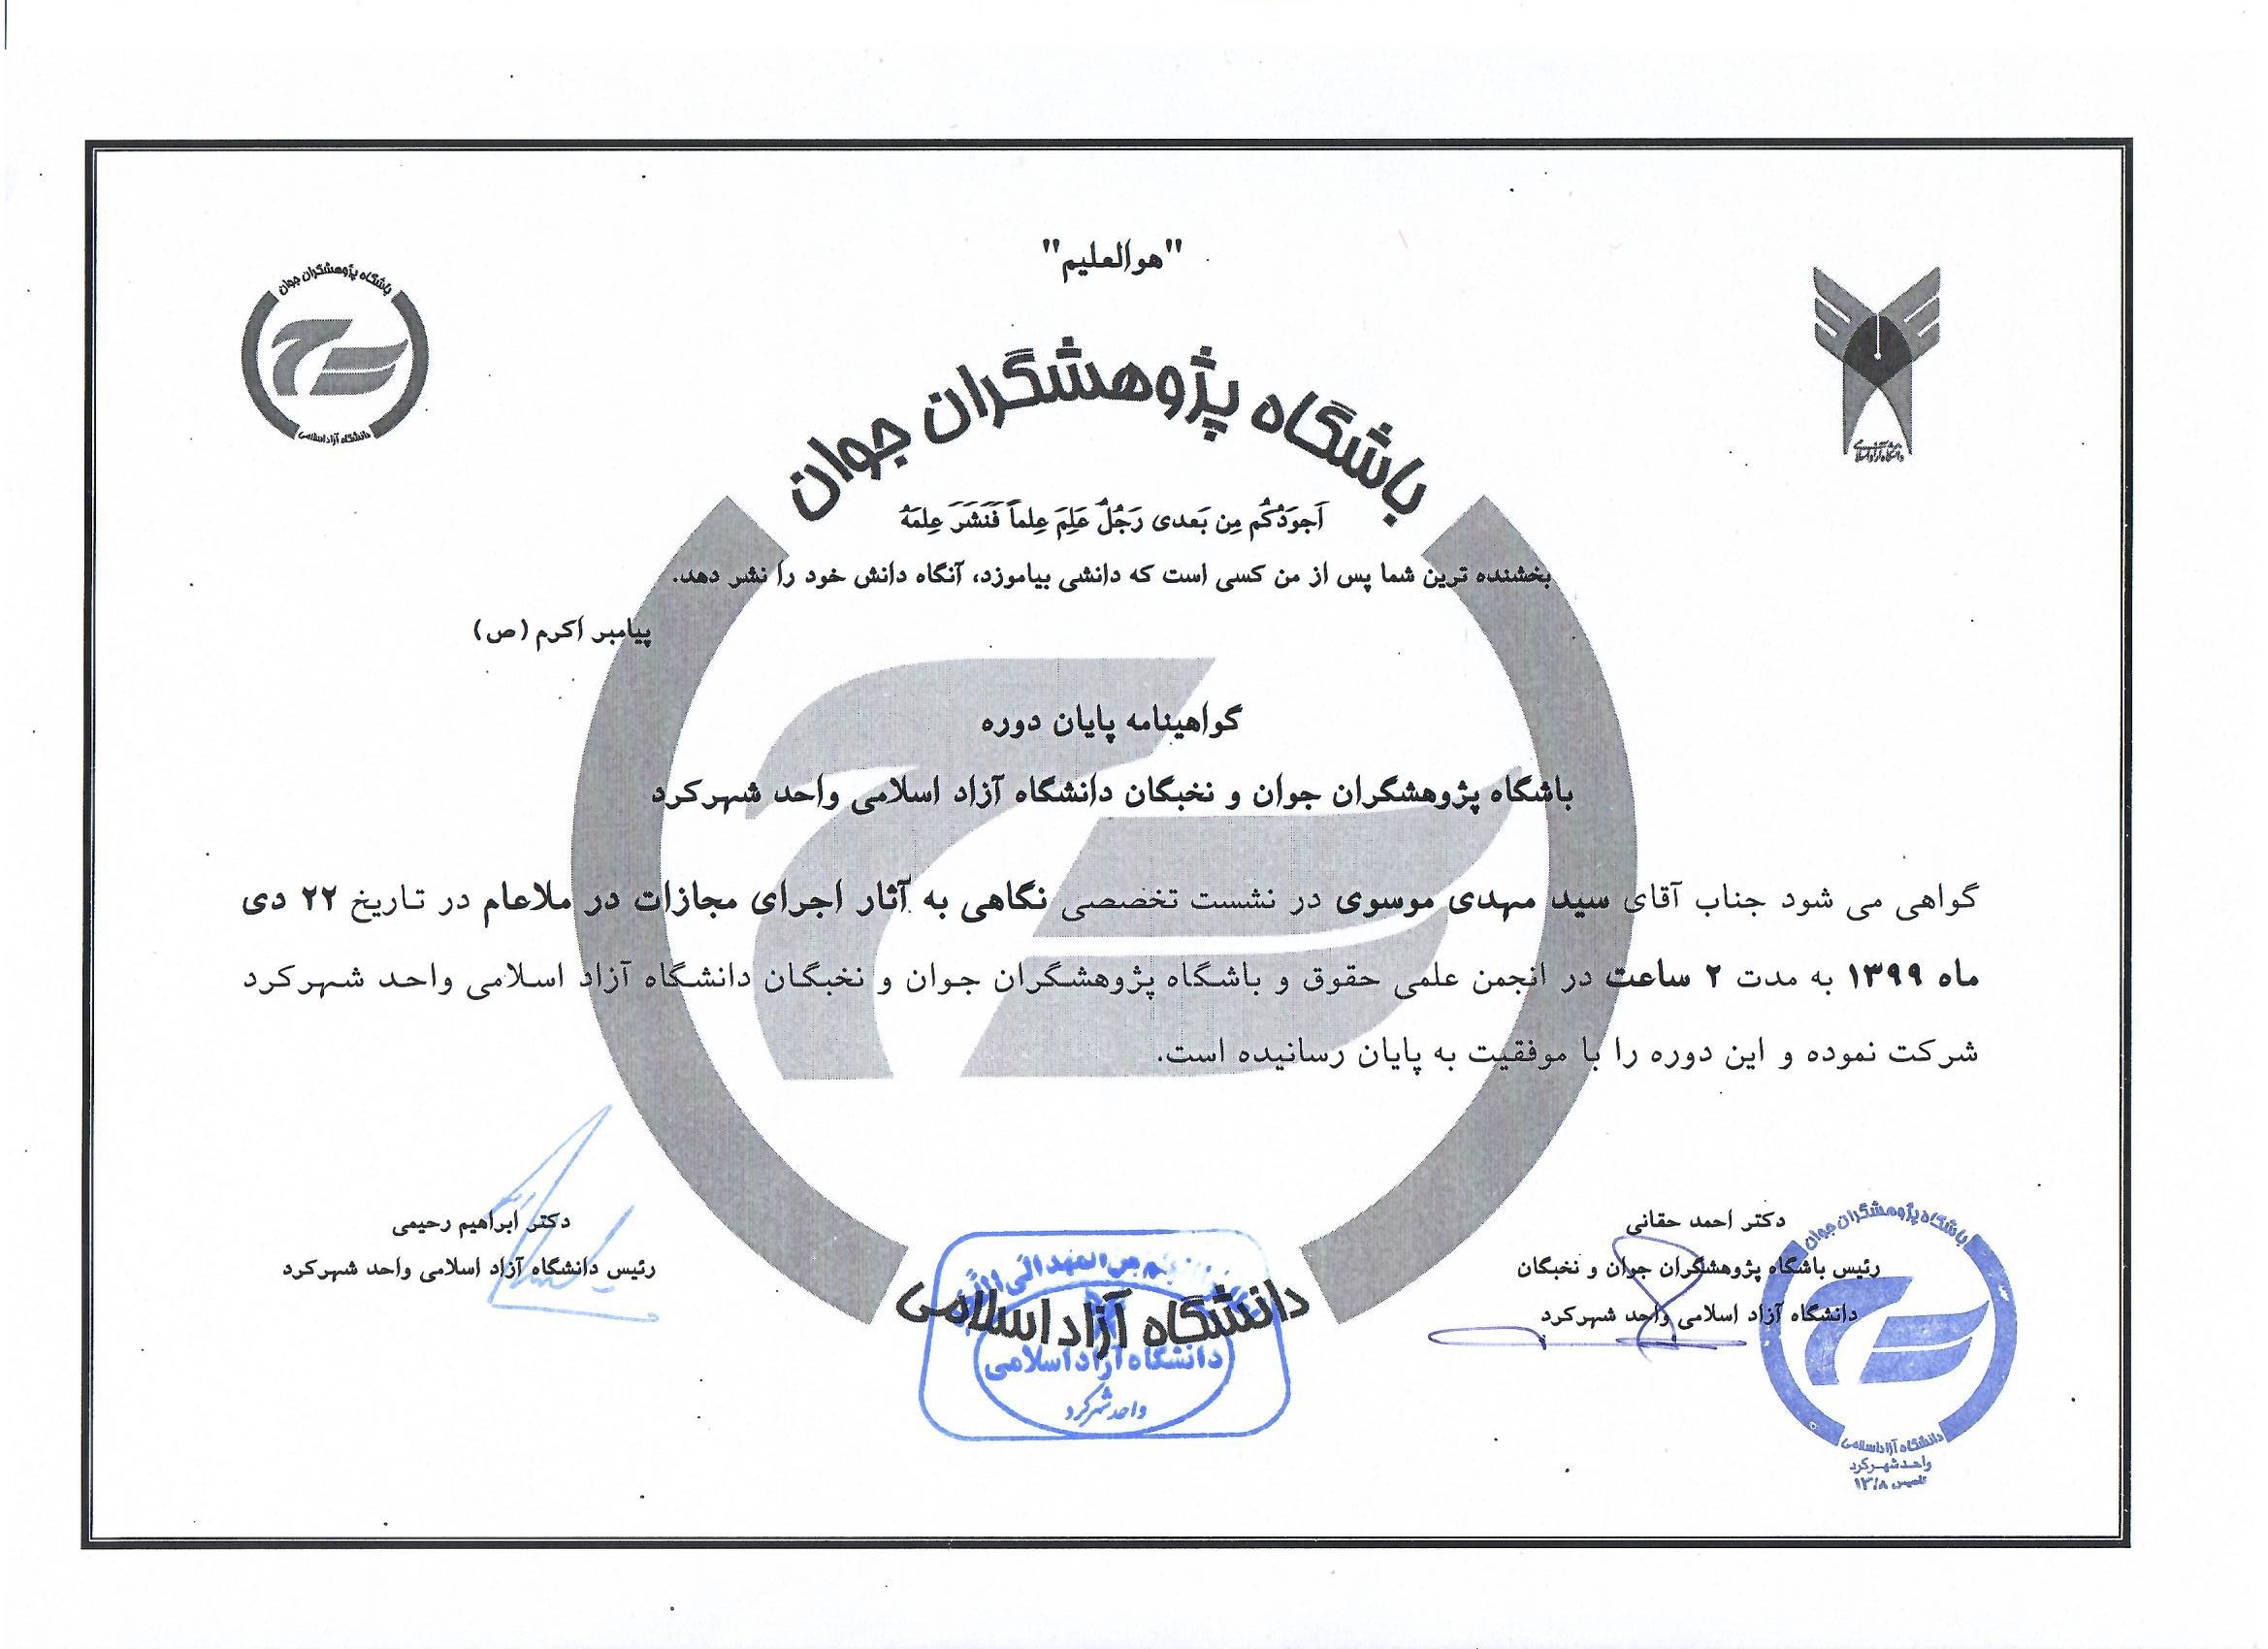 "هوالعلیم"
باشگاه پژوهشگران جوان
دانشگاه آزاد اسلامی
دانشگاه آزاد اسلامی
باشگاه پژوهشگران جوان
اَجوَدُکُم مِن بَعدی رَجُلٌ عَلِمَ عِلماً فَنَشَرَ عِلمَهُ
بخشنده ترین شما پس از من کسی است که دانشی بیاموزد، آنگاه دانش خود را نشر دهد.
پیامبر اکرم (ص)
گواهینامه پایان دوره
باشگاه پژوهشگران جوان و نخبگان دانشگاه آزاد اسلامی واحد شهرکرد
گواهی می شود جناب آقای سید مهدی موسوی در نشست تخصصی نگاهی به آثار اجرای مجازات در ملاعام در تاریخ ۲۲ دی
ماه ۱۳۹۹ به مدت ۲ ساعت در انجمن علمی حقوق و باشگاه پژوهشگران جوان و نخبگان دانشگاه آزاد اسلامی واحد شهرکرد
شرکت نموده و این دوره را با موفقیت به پایان رسانیده است.
دکتر احمد حقانی
رئیس باشگاه پژوهشگران جوان و نخبگان
دانشگاه آزاد اسلامی واحد شهرکرد
باشگاه پژوهشگران جوان
دانشگاه آزاد اسلامی
واحد شهرکرد
تاسیس
دکتر ابراهیم رحیمی
رئیس دانشگاه آزاد اسلامی واحد شهرکرد
دانشگاه آزاد اسلامی
من المهد الی
دانشگاه آزاد اسلامی
واحد شهرکرد